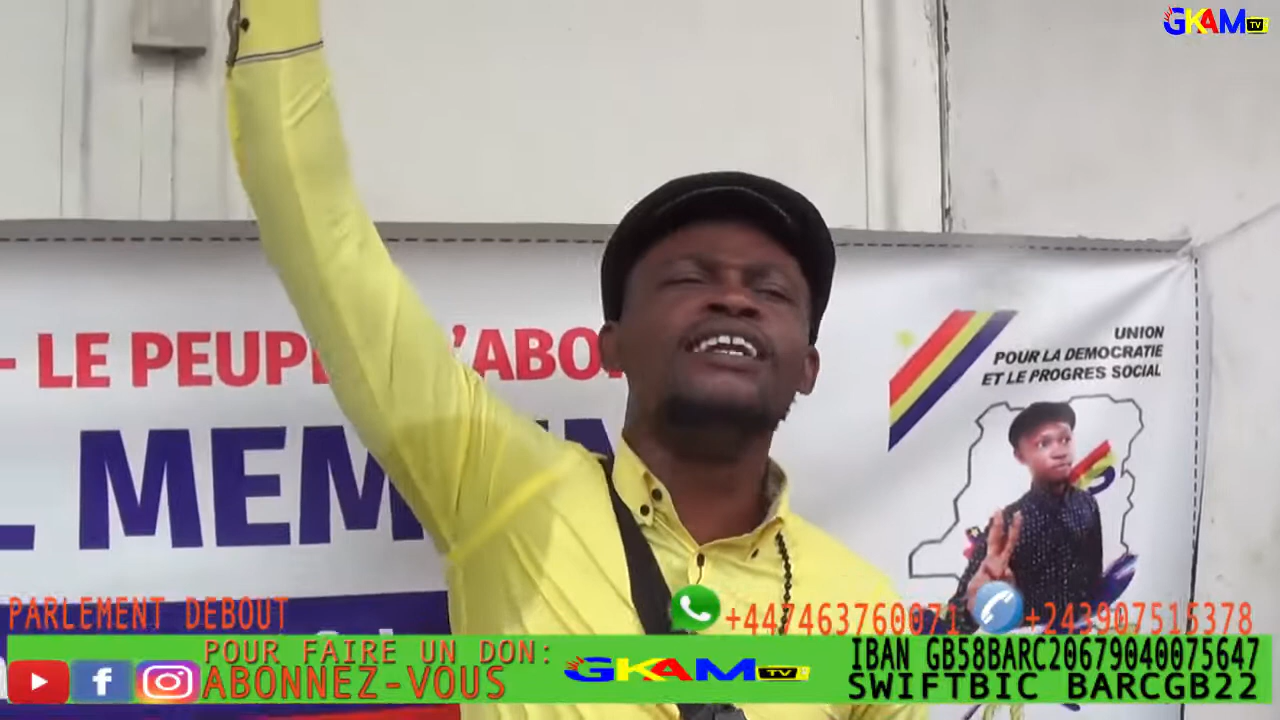 GKAM TV
- LE PEUP
'ABO
UNION
POUR LA DEMOCRATIE
ET LE PROGRES SOCIAL
MEM
PARLEMENT DEBOUT
+447463760071
+243907515378
POUR FAIRE UN DON:
ABONNEZ-VOUS
GKAM TV
IBAN GB58BARC20679040075647
SWIFTBIC BARCGB22